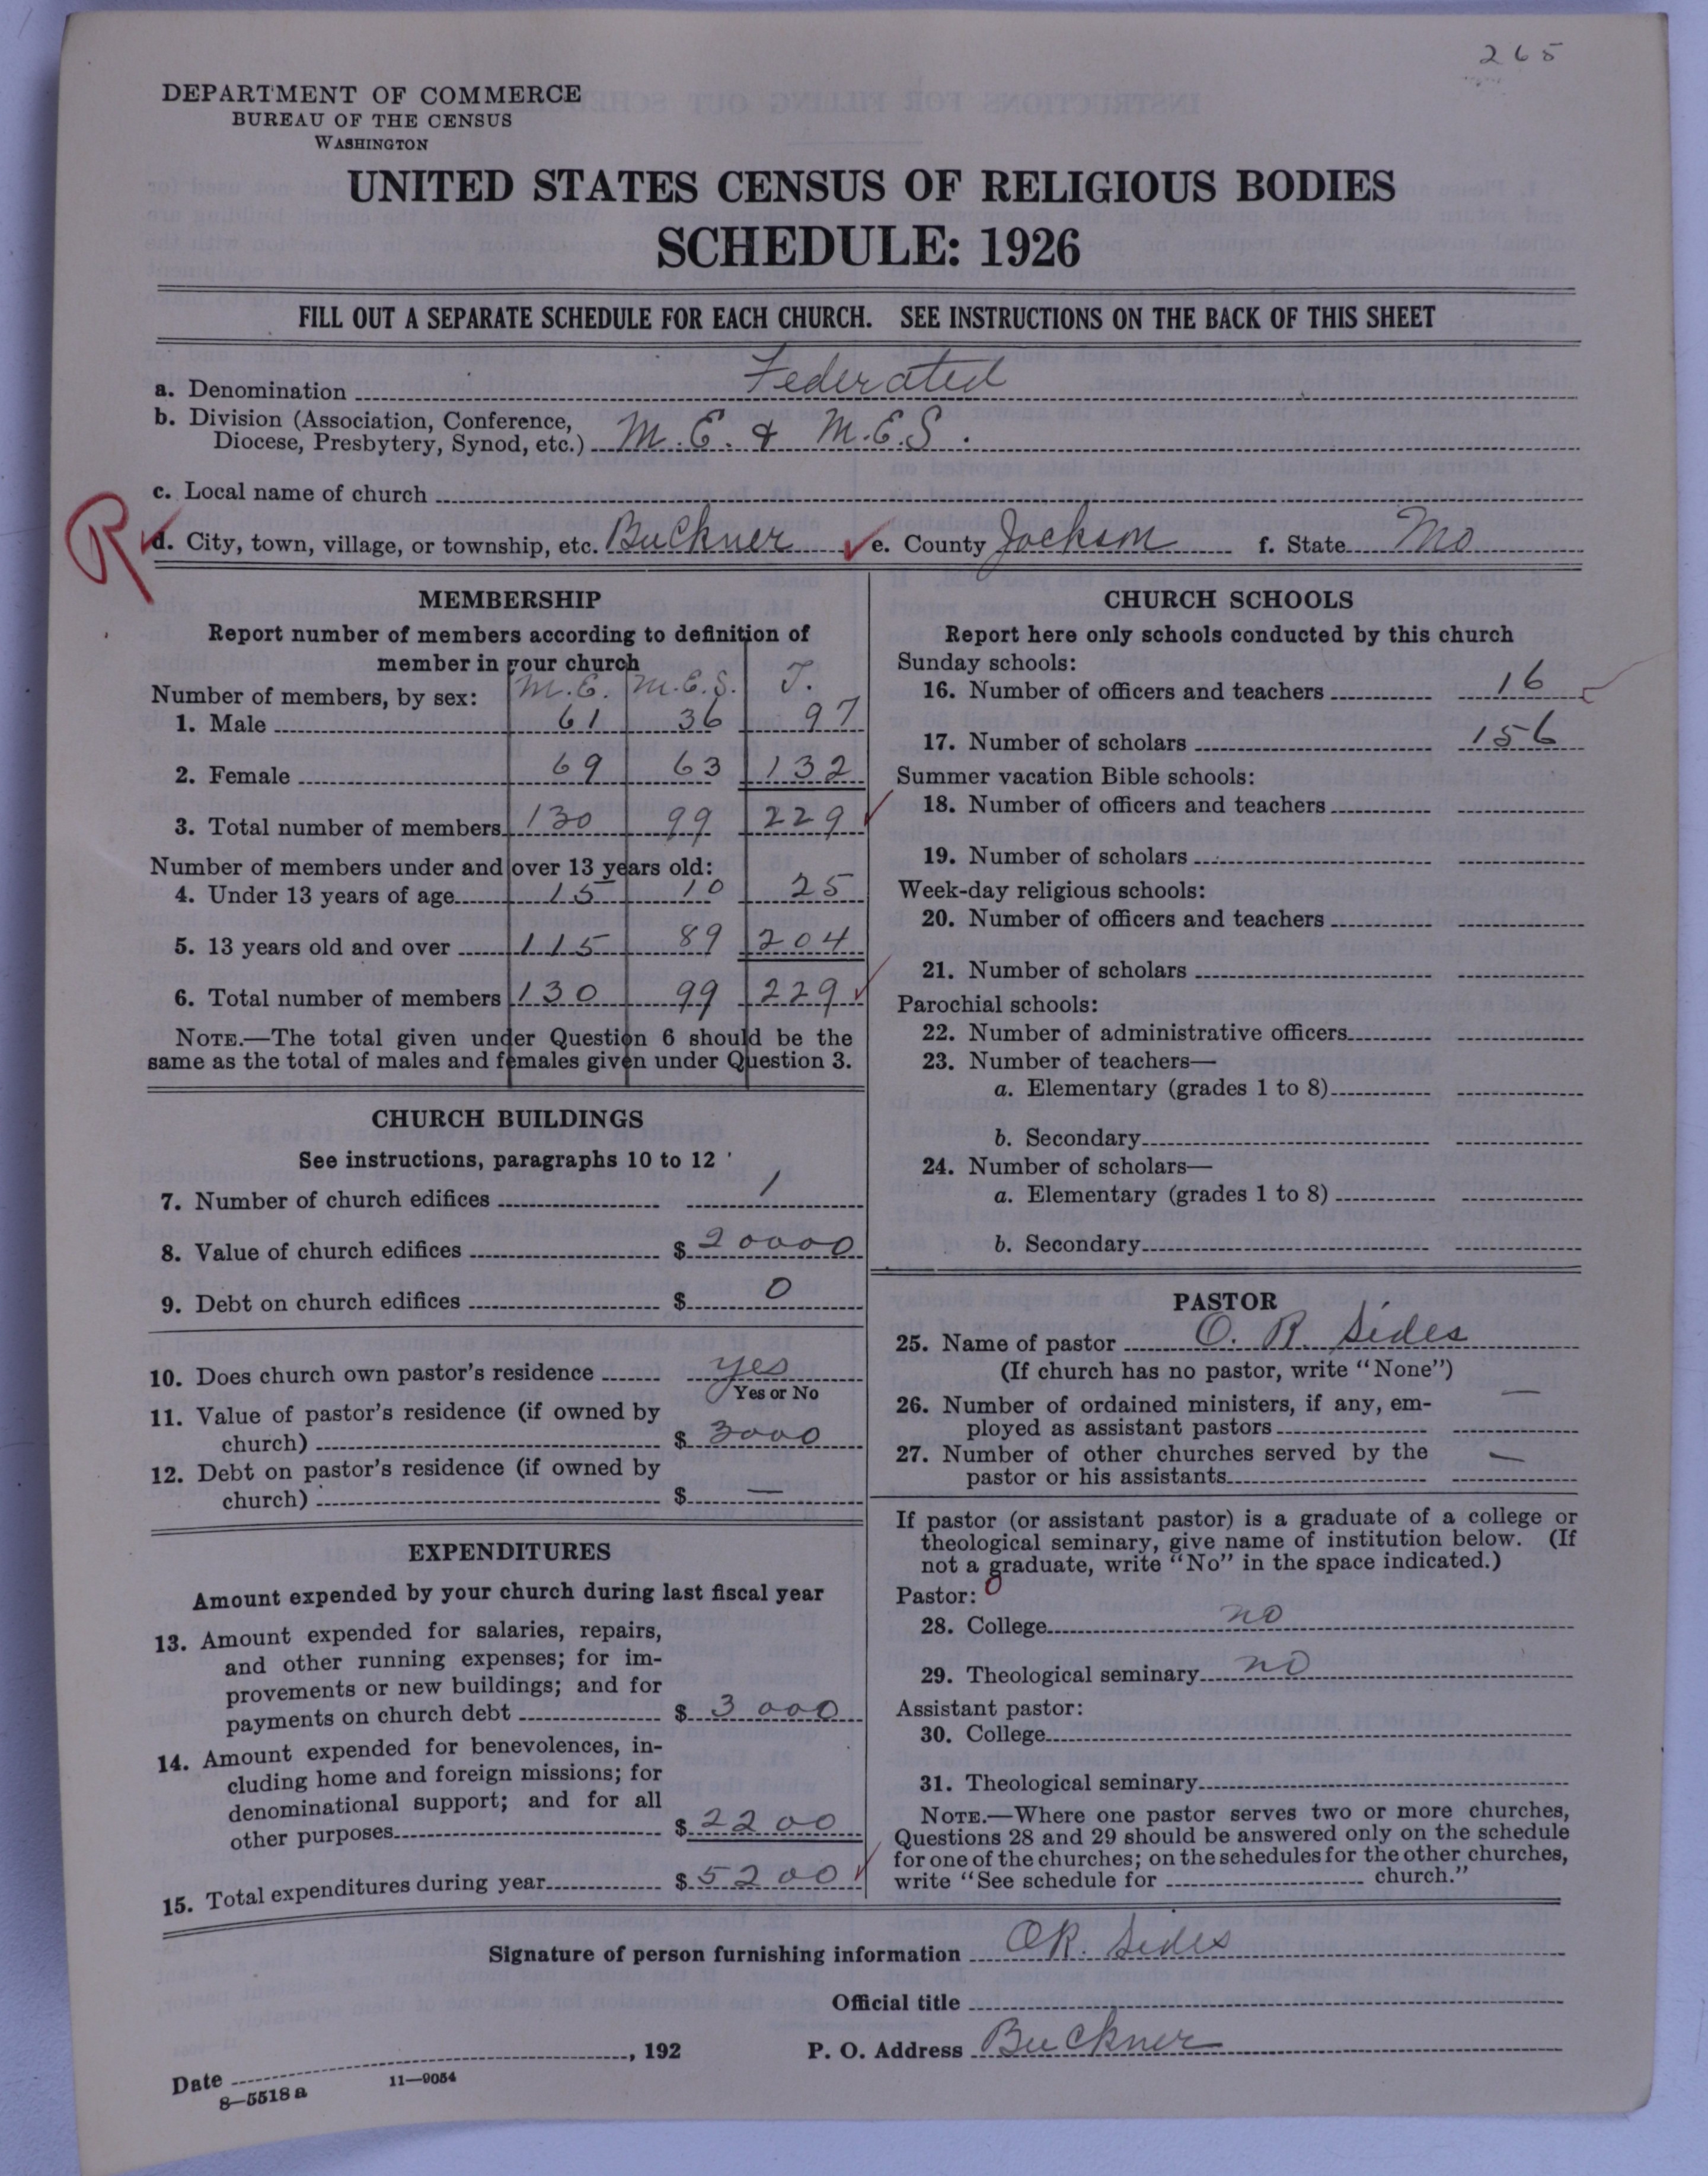 265
DEPARTMENT OF COMMERCE
BUREAU OF THE CENSUS
WASHINGTON
UNITED STATES CENSUS OF RELIGIOUS BODIES
SCHEDULE: 1926
FILL OUT A SEPARATE SCHEDULE FOR EACH CHURCH. SEE INSTRUCTIONS ON THE BACK OF THIS SHEET
a. Denomination Federated
b. Division (Association, Conference,
Diocese, Presbytery, Synod, etc.) M.E. & M.E.S.
c. Local name of church
R d. City, town, village, or township, etc. Buckner e. County Jackson f. State Mo
MEMBERSHIP
Report number of members according to definition of
member in your church
Number of members, by sex: M.E. M.E.S. T.
1. Male 61 36 97
2. Female 69 63 132
3. Total number of members 130 99 229
Number of members under and over 13 years old:
4. Under 13 years of age 15 10 25
5. 13 years old and over 115 89 204
6. Total number of members 130 99 229
NOTE.—The total given under Question 6 should be the
same as the total of males and females given under Question 3.
CHURCH BUILDINGS
See instructions, paragraphs 10 to 12
7. Number of church edifices 1
8. Value of church edifices $ 20000
9. Debt on church edifices $ 0
10. Does church own pastor's residence yes
Yes or No
11. Value of pastor's residence (if owned by
church) $ 3000
12. Debt on pastor's residence (if owned by
church) $ —
EXPENDITURES
Amount expended by your church during last fiscal year
13. Amount expended for salaries, repairs,
and other running expenses; for im-
provements or new buildings; and for
payments on church debt $ 3000
14. Amount expended for benevolences, in-
cluding home and foreign missions; for
denominational support; and for all
other purposes $ 2200
15. Total expenditures during year $ 5200
CHURCH SCHOOLS
Report here only schools conducted by this church
Sunday schools:
16. Number of officers and teachers 16
17. Number of scholars 156
Summer vacation Bible schools:
18. Number of officers and teachers
19. Number of scholars
Week-day religious schools:
20. Number of officers and teachers
21. Number of scholars
Parochial schools:
22. Number of administrative officers
23. Number of teachers—
a. Elementary (grades 1 to 8)
b. Secondary
24. Number of scholars—
a. Elementary (grades 1 to 8)
b. Secondary
PASTOR
25. Name of pastor O. R. Sides
(If church has no pastor, write "None")
26. Number of ordained ministers, if any, em-
ployed as assistant pastors —
27. Number of other churches served by the
pastor or his assistants —
If pastor (or assistant pastor) is a graduate of a college or
theological seminary, give name of institution below. (If
not a graduate, write "No" in the space indicated.)
Pastor: 0
28. College no
29. Theological seminary no
Assistant pastor:
30. College
31. Theological seminary
NOTE.—Where one pastor serves two or more churches,
Questions 28 and 29 should be answered only on the schedule
for one of the churches; on the schedules for the other churches,
write "See schedule for church."
Signature of person furnishing information O R. Sides
Official title
Date , 192 P. O. Address Buckner
8—5518 a 11—9054